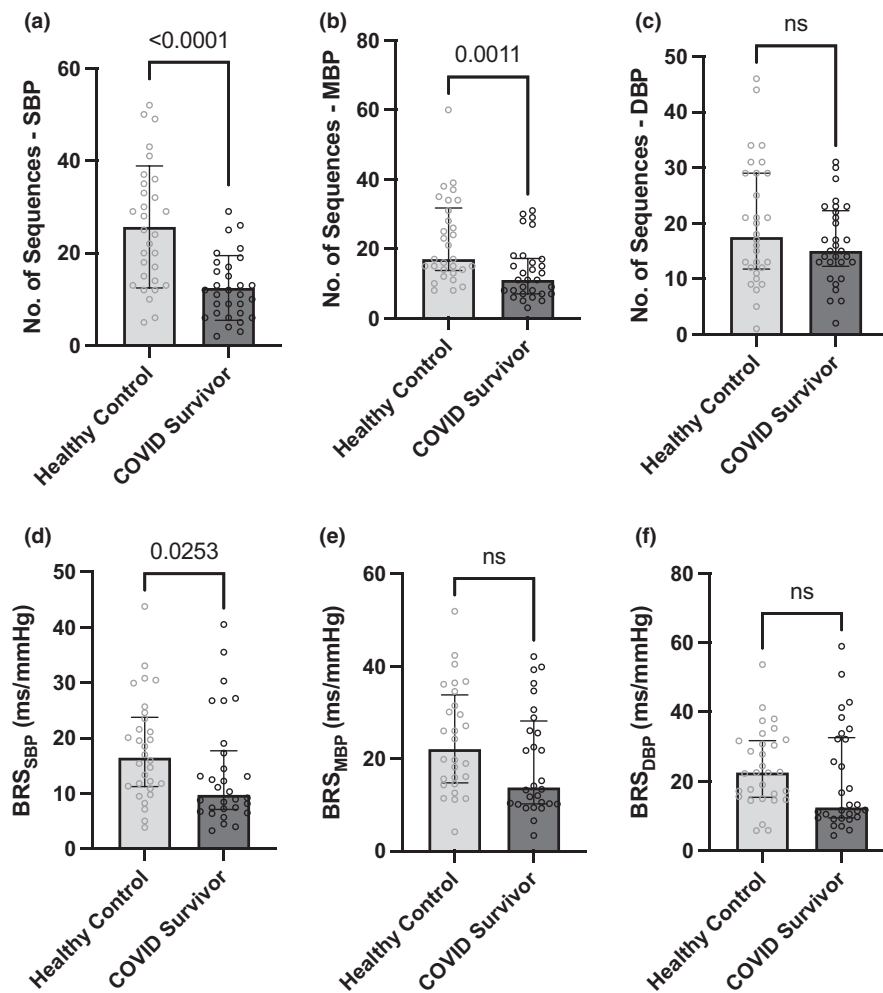 (a)
<0.0001
No. of Sequences - SBP
60
40
20
0
Healthy Control
COVID Survivor
(b)
0.0011
No. of Sequences - MBP
80
60
40
20
0
Healthy Control
COVID Survivor
(c)
ns
No. of Sequences - DBP
50
40
30
20
10
0
Healthy Control
COVID Survivor
(d)
0.0253
BRS_SBP (ms/mmHg)
50
40
30
20
10
0
Healthy Control
COVID Survivor
(e)
ns
BRS_MBP (ms/mmHg)
60
40
20
0
Healthy Control
COVID Survivor
(f)
ns
BRS_DBP (ms/mmHg)
80
60
40
20
0
Healthy Control
COVID Survivor